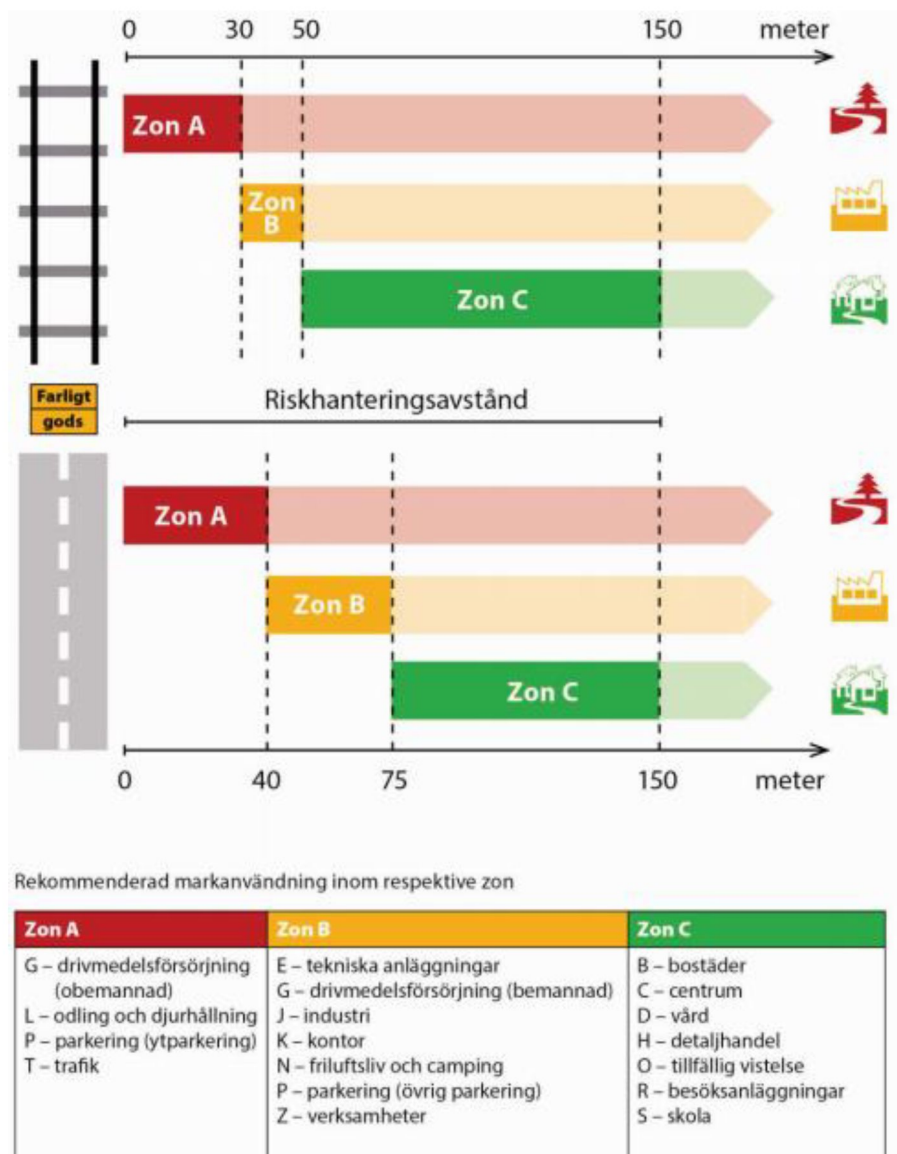 0 30 50 150 meter
Zon A
Zon
B
Zon C
Farligt
gods
Riskhanteringsavstånd
Zon A
Zon B
Zon C
0 40 75 150 meter
Rekommenderad markanvändning inom respektive zon
Zon A
G – drivmedelsförsörjning
(obemannad)
L – odling och djurhållning
P – parkering (ytparkering)
T – trafik
Zon B
E – tekniska anläggningar
G – drivmedelsförsörjning (bemannad)
J – industri
K – kontor
N – friluftsliv och camping
P – parkering (övrig parkering)
Z – verksamheter
Zon C
B – bostäder
C – centrum
D – vård
H – detaljhandel
O – tillfällig vistelse
R – besöksanläggningar
S – skola